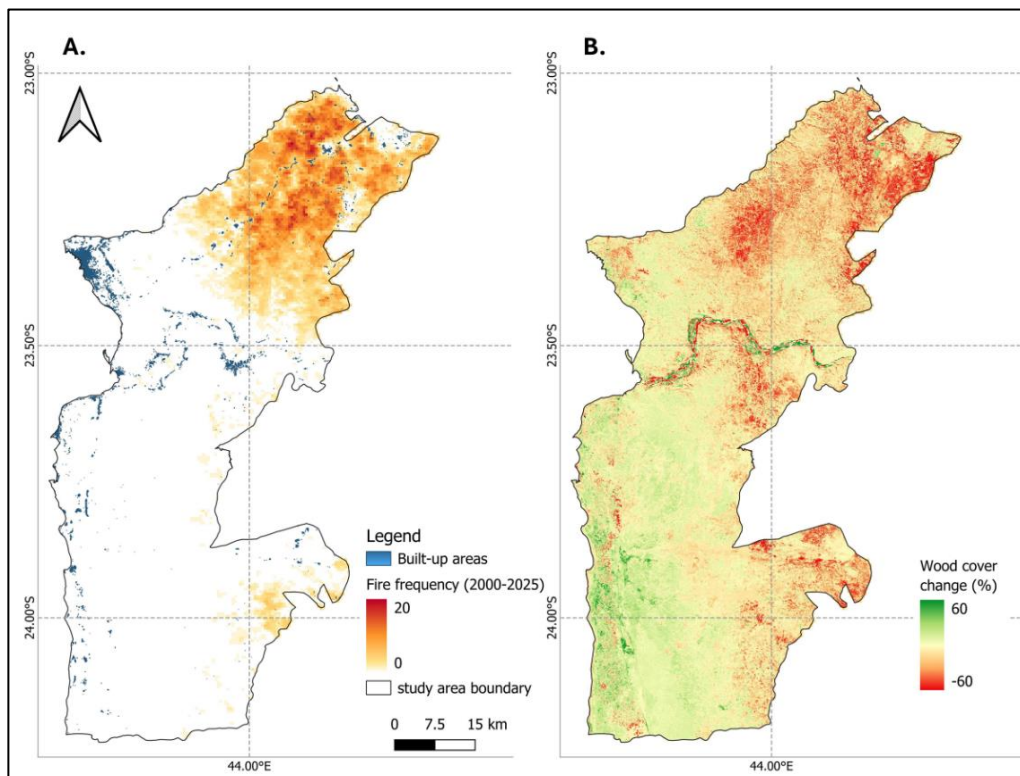 A.
23.00°S
23.50°S
24.00°S
44.00°E
Legend
Built-up areas
Fire frequency (2000-2025)
20
0
study area boundary
0 7.5 15 km
B.
23.00°S
23.50°S
24.00°S
44.00°E
Wood cover
change (%)
60
-60